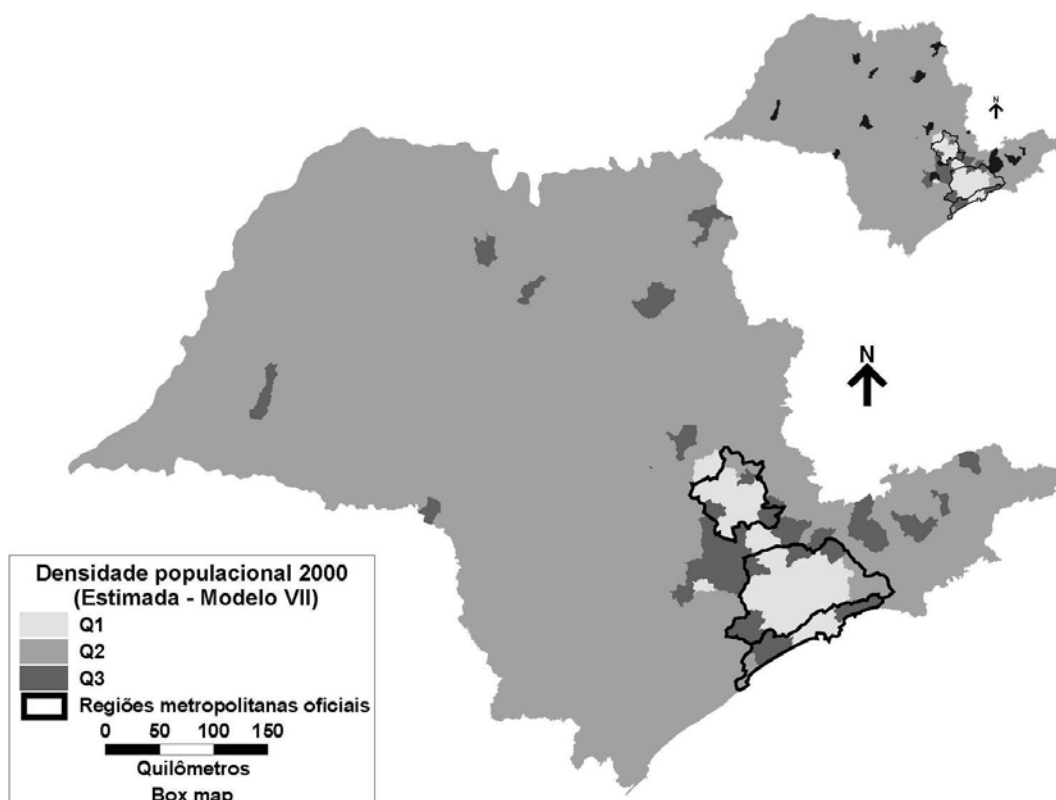 N
N
Densidade populacional 2000
(Estimada - Modelo VII)
Q1
Q2
Q3
Regiões metropolitanas oficiais
0 50 100 150
Quilômetros
Box map